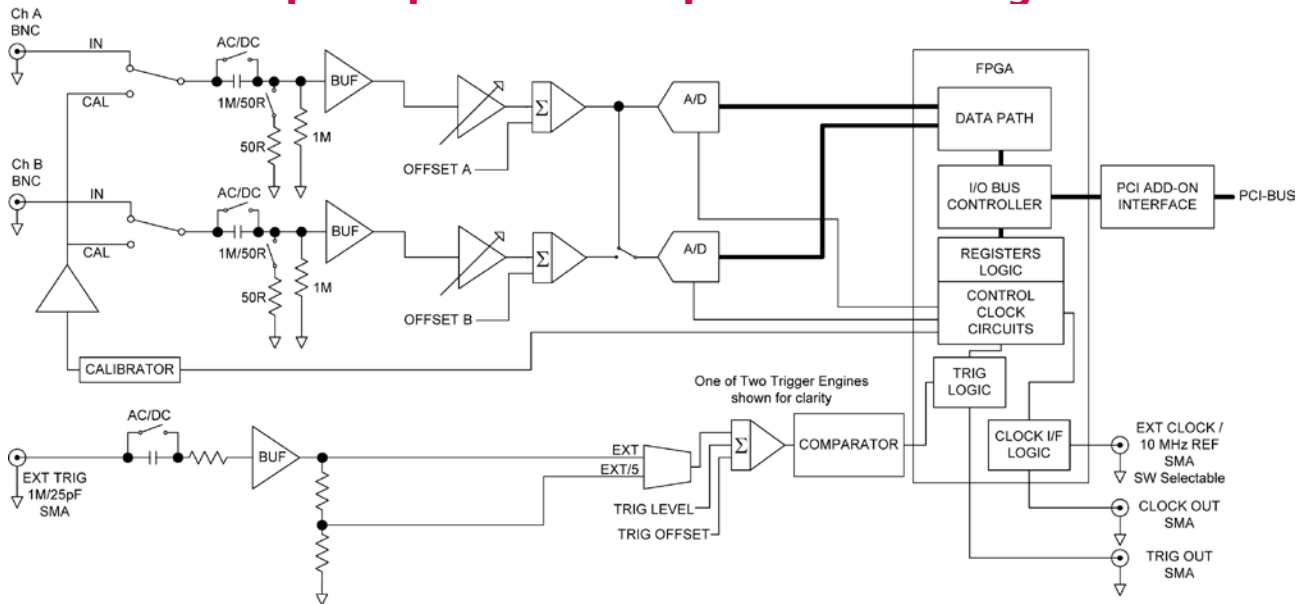 Ch A
BNC
IN
CAL
AC/DC
1M/50R
50R
1M
BUF
OFFSET A
Σ
A/D
FPGA
DATA PATH
Ch B
BNC
IN
CAL
AC/DC
1M/50R
50R
1M
BUF
OFFSET B
Σ
A/D
I/O BUS
CONTROLLER
PCI ADD-ON
INTERFACE
PCI-BUS
REGISTERS
LOGIC
CONTROL
CLOCK
CIRCUITS
CALIBRATOR
TRIG
LOGIC
One of Two Trigger Engines
shown for clarity
AC/DC
EXT TRIG
1M/25pF
SMA
BUF
EXT
EXT/5
TRIG LEVEL
TRIG OFFSET
Σ
COMPARATOR
CLOCK I/F
LOGIC
EXT CLOCK /
10 MHz REF
SMA
SW Selectable
CLOCK OUT
SMA
TRIG OUT
SMA